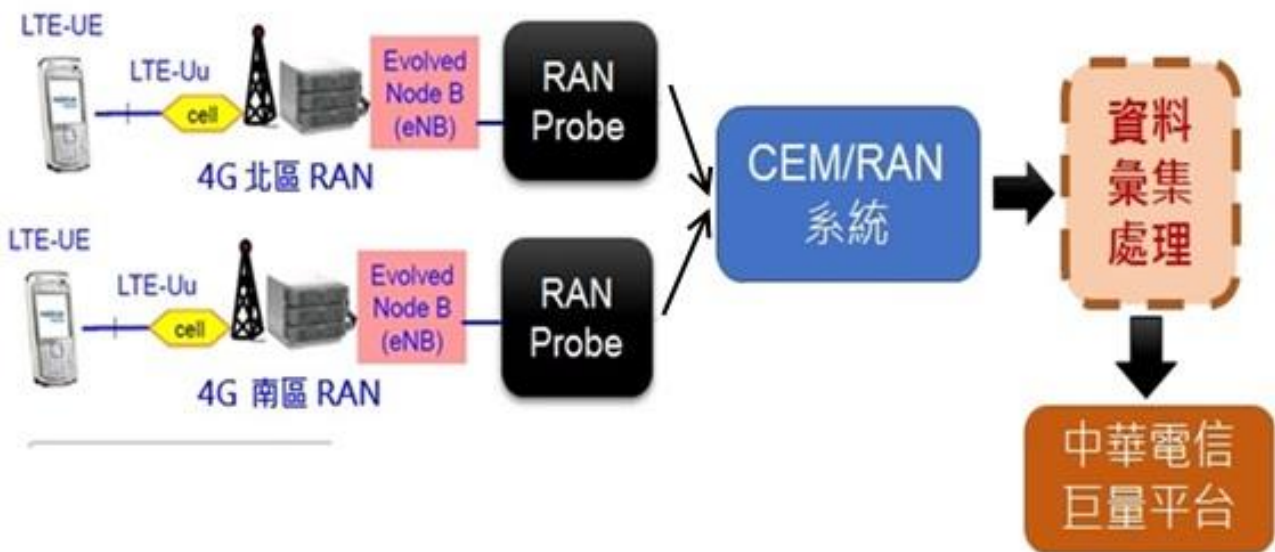 LTE-UE
LTE-Uu
cell
Evolved
Node B
(eNB)
4G 北區 RAN
RAN
Probe
LTE-UE
LTE-Uu
cell
Evolved
Node B
(eNB)
4G 南區 RAN
RAN
Probe
CEM/RAN
系統
資料
彙集
處理
中華電信
巨量平台